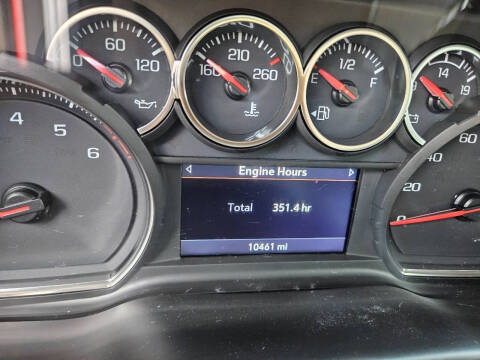 0 60 120
160 210 260
E 1/2 F
14 19
4 5 6
Engine Hours
Total 351.4 hr
10461 mi
0 20 40 60